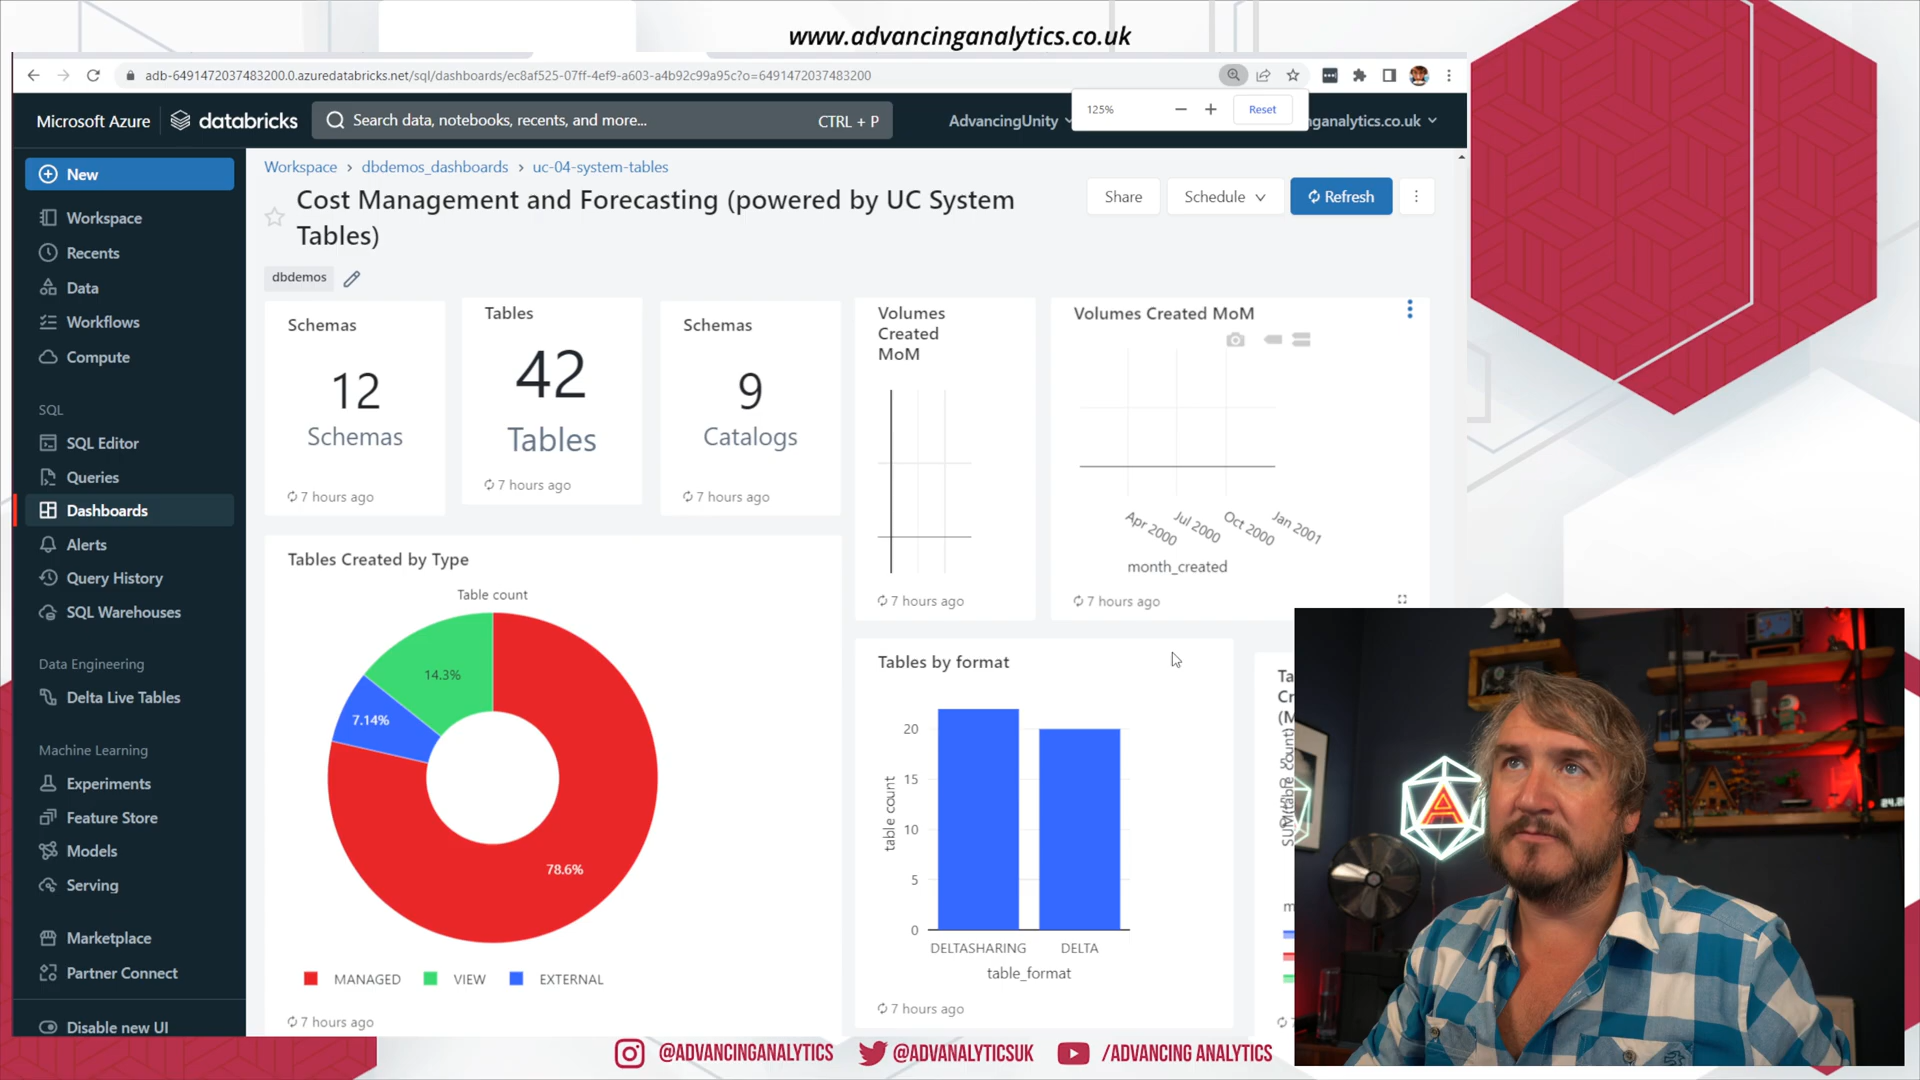 www.advancinganalytics.co.uk
adb-6491472037483200.0.azuredatabricks.net/sql/dashboards/ec8af525-07ff-4ef9-a603-a4b92c99a95c?o=6491472037483200
125%
Reset
Microsoft Azure
databricks
Search data, notebooks, recents, and more...
CTRL + P
AdvancingUnity
nganalytics.co.uk
New
Workspace
Recents
Data
Workflows
Compute
SQL
SQL Editor
Queries
Dashboards
Alerts
Query History
SQL Warehouses
Data Engineering
Delta Live Tables
Machine Learning
Experiments
Feature Store
Models
Serving
Marketplace
Partner Connect
Disable new UI
Workspace > dbdemos_dashboards > uc-04-system-tables
Cost Management and Forecasting (powered by UC System
Tables)
Share
Schedule
Refresh
dbdemos
Schemas
12
Schemas
7 hours ago
Tables
42
Tables
7 hours ago
Schemas
9
Catalogs
7 hours ago
Volumes
Created
MoM
7 hours ago
Volumes Created MoM
Apr 2000
Jul 2000
Oct 2000
Jan 2001
month_created
7 hours ago
Tables Created by Type
Table count
14.3%
7.14%
78.6%
MANAGED
VIEW
EXTERNAL
7 hours ago
Tables by format
table count
20
15
10
5
0
DELTASHARING
DELTA
table_format
7 hours ago
Ta
Cr
(M
SUM(table count)
m
A
@ADVANCINGANALYTICS
@ADVANALYTICSUK
/ADVANCING ANALYTICS